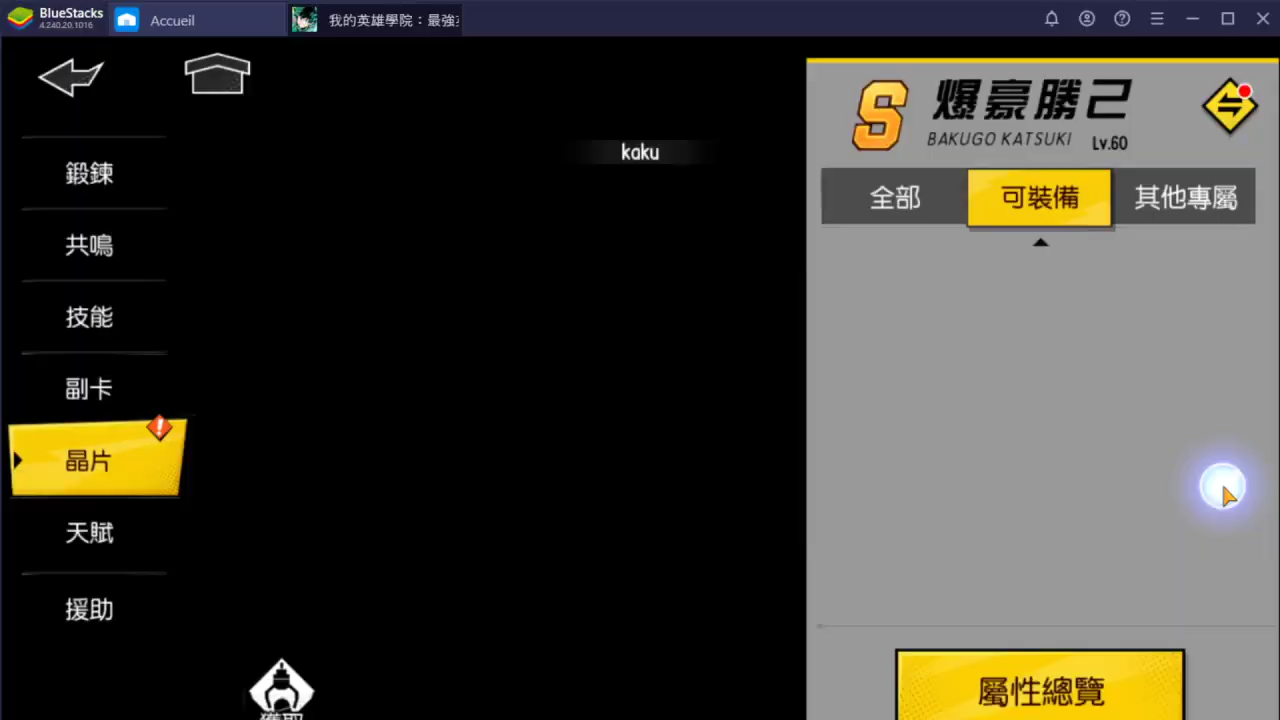 BlueStacks
4.240.20.1016
Accueil
我的英雄學院：最強
kaku
鍛鍊
共鳴
技能
副卡
晶片
天賦
援助
獲取
S
爆豪勝己
BAKUGO KATSUKI Lv.60
全部 可裝備 其他專屬
屬性總覽